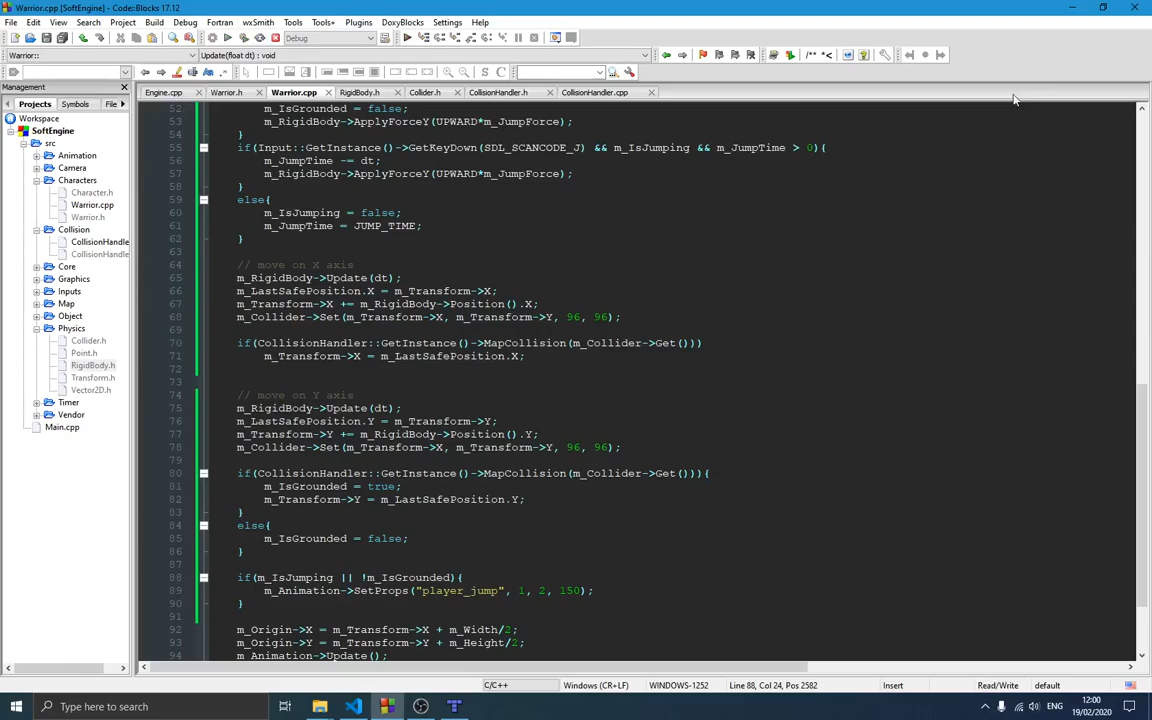 Warrior.cpp [SoftEngine] - Code::Blocks 17.12
File Edit View Search Project Build Debug Fortran wxSmith Tools Tools+ Plugins DoxyBlocks Settings Help
Debug
Warrior:: Update(float dt) : void
/** *<
S C
Management
Projects Symbols File
Engine.cpp Warrior.h Warrior.cpp RigidBody.h Collider.h CollisionHandler.h CollisionHandler.cpp
Workspace
SoftEngine
src
Animation
Camera
Characters
Character.h
Warrior.cpp
Warrior.h
Collision
CollisionHandle
CollisionHandle
Core
Graphics
Inputs
Map
Object
Physics
Collider.h
Point.h
RigidBody.h
Transform.h
Vector2D.h
Timer
Vendor
Main.cpp
52 m_IsGrounded = false;
53 m_RigidBody->ApplyForceY(UPWARD*m_JumpForce);
54 }
55 if(Input::GetInstance()->GetKeyDown(SDL_SCANCODE_J) && m_IsJumping && m_JumpTime > 0){
56 m_JumpTime -= dt;
57 m_RigidBody->ApplyForceY(UPWARD*m_JumpForce);
58 }
59 else{
60 m_IsJumping = false;
61 m_JumpTime = JUMP_TIME;
62 }
63
64 // move on X axis
65 m_RigidBody->Update(dt);
66 m_LastSafePosition.X = m_Transform->X;
67 m_Transform->X += m_RigidBody->Position().X;
68 m_Collider->Set(m_Transform->X, m_Transform->Y, 96, 96);
69
70 if(CollisionHandler::GetInstance()->MapCollision(m_Collider->Get()))
71 m_Transform->X = m_LastSafePosition.X;
72
73
74 // move on Y axis
75 m_RigidBody->Update(dt);
76 m_LastSafePosition.Y = m_Transform->Y;
77 m_Transform->Y += m_RigidBody->Position().Y;
78 m_Collider->Set(m_Transform->X, m_Transform->Y, 96, 96);
79
80 if(CollisionHandler::GetInstance()->MapCollision(m_Collider->Get())){
81 m_IsGrounded = true;
82 m_Transform->Y = m_LastSafePosition.Y;
83 }
84 else{
85 m_IsGrounded = false;
86 }
87
88 if(m_IsJumping || !m_IsGrounded){
89 m_Animation->SetProps("player_jump", 1, 2, 150);
90 }
91
92 m_Origin->X = m_Transform->X + m_Width/2;
93 m_Origin->Y = m_Transform->Y + m_Height/2;
94 m_Animation->Update();
C/C++ Windows (CR+LF) WINDOWS-1252 Line 88, Col 24, Pos 2582 Insert Read/Write default
Type here to search
ENG
12:00
19/02/2020